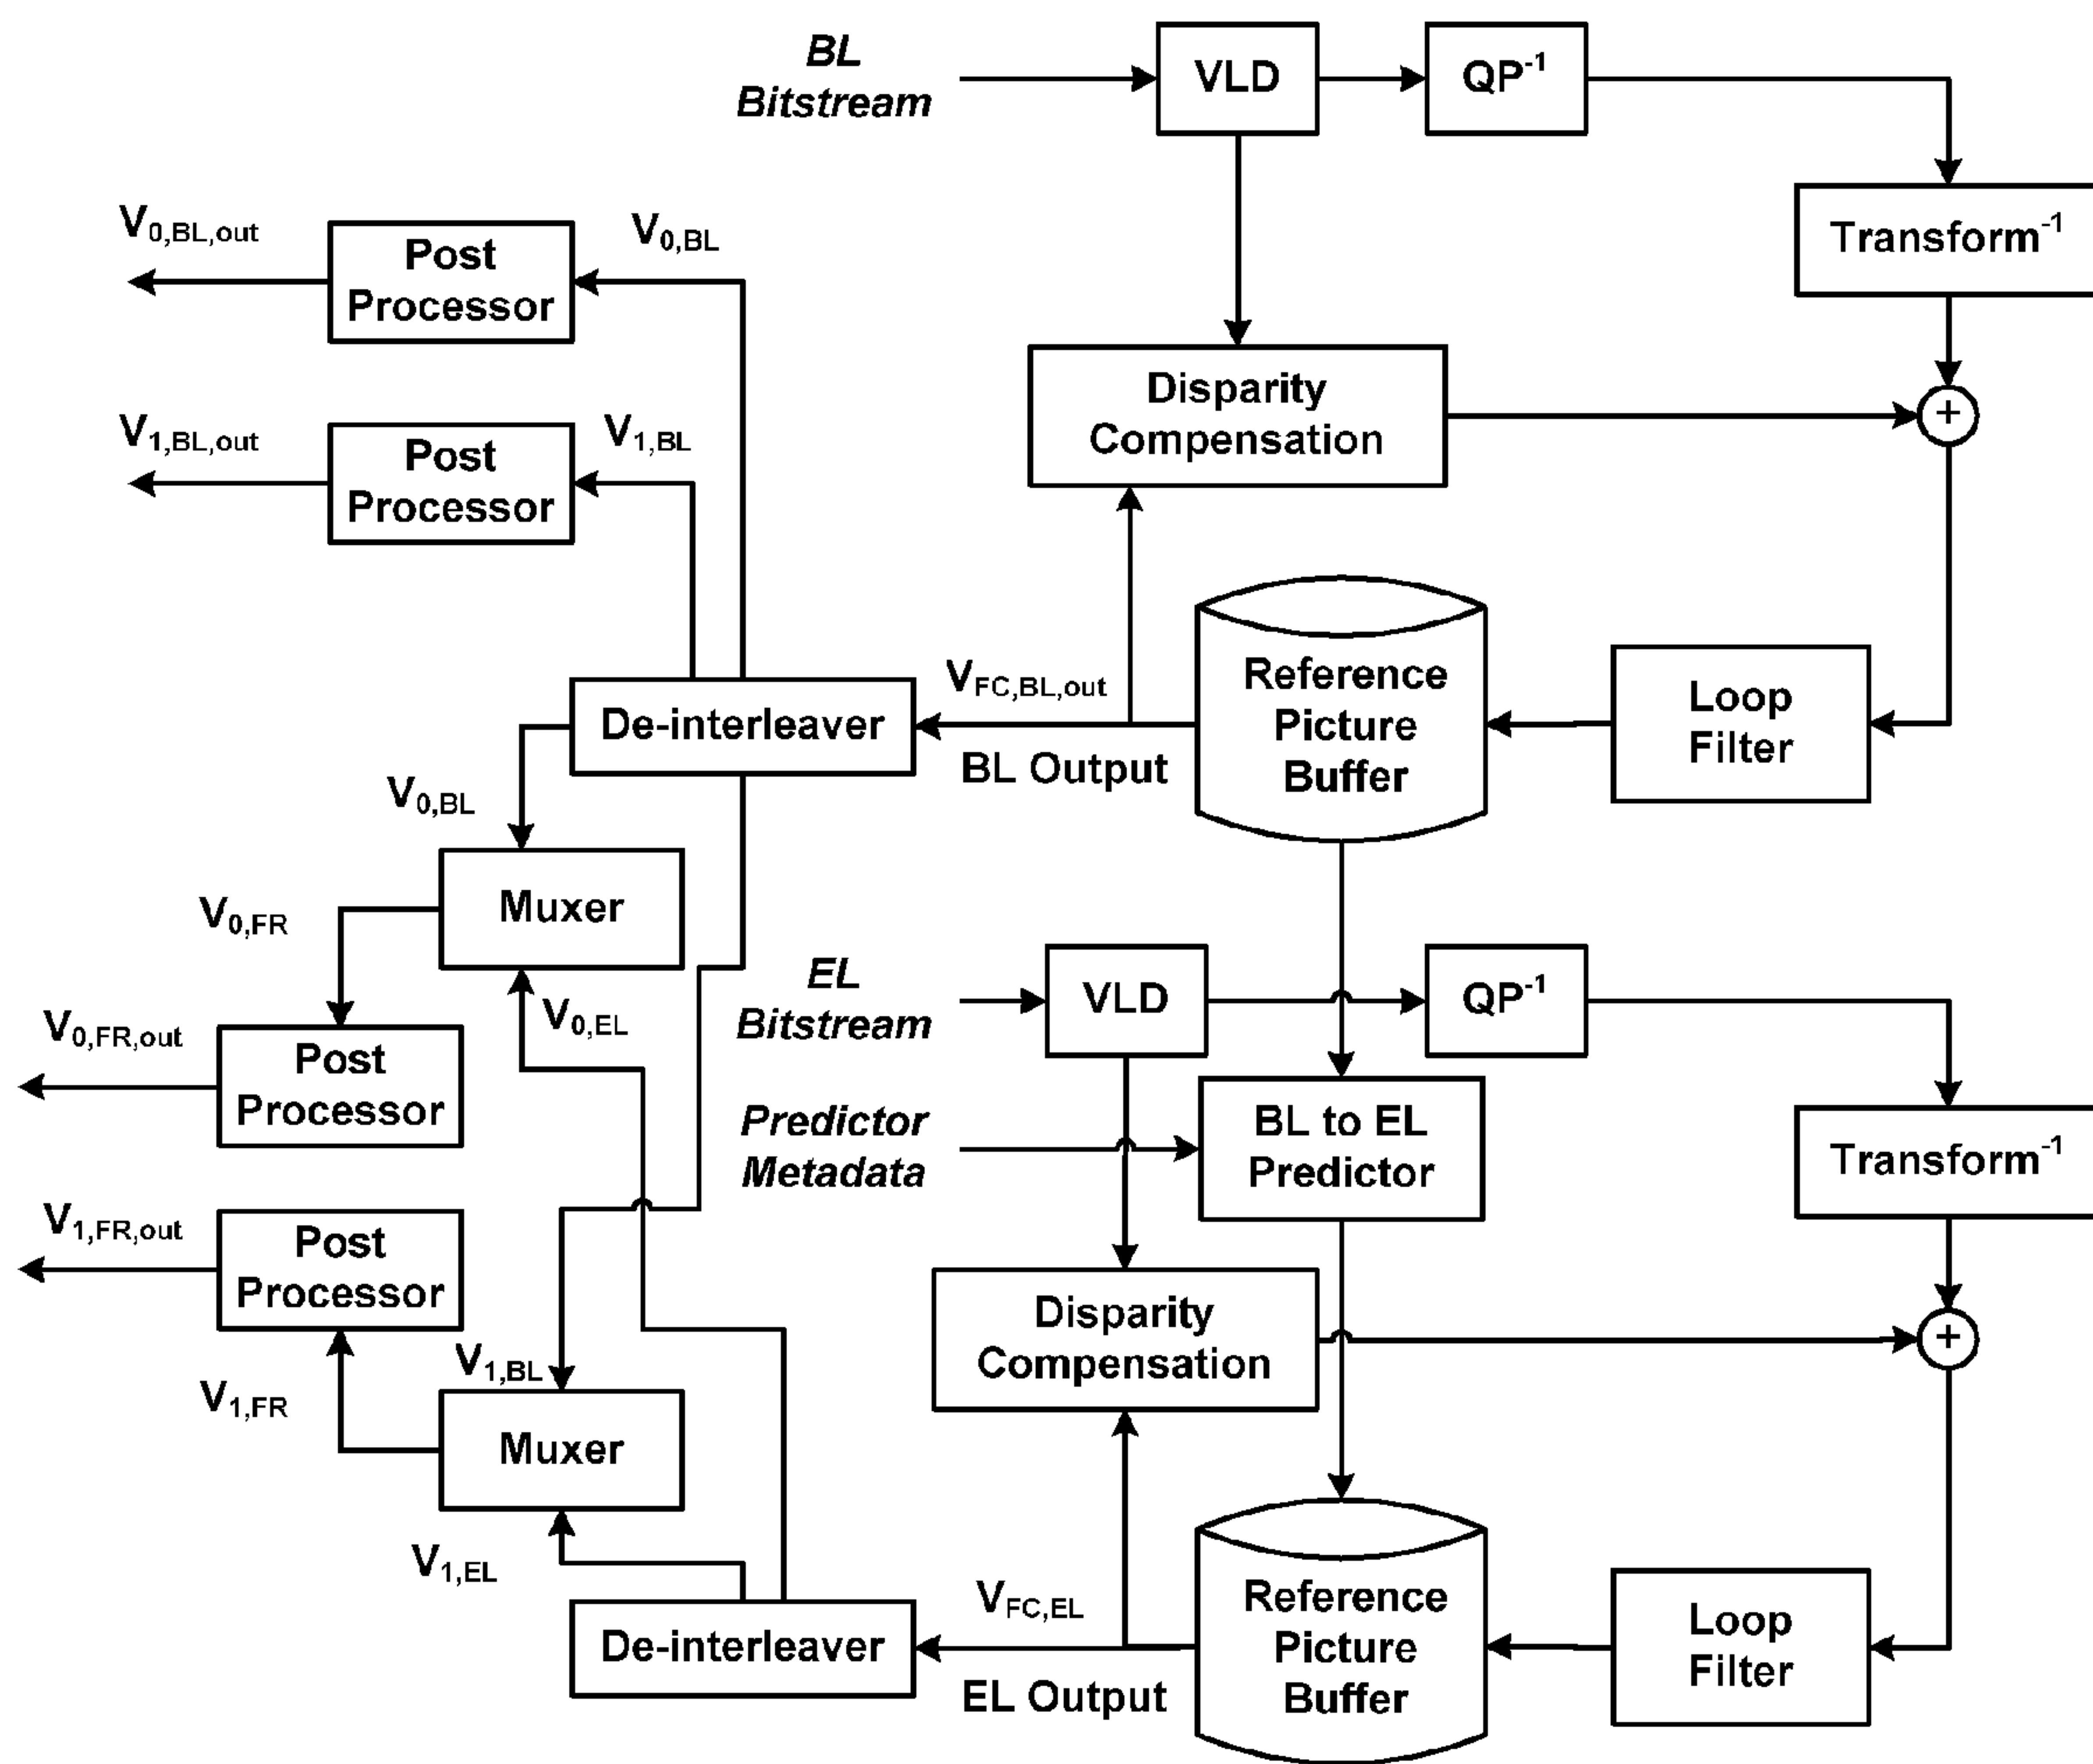 BL
Bitstream
VLD
QP-1
Transform-1
V0,BL,out
Post
Processor
V0,BL
Disparity
Compensation
+
V1,BL,out
Post
Processor
V1,BL
De-interleaver
VFC,BL,out
BL Output
Reference
Picture
Buffer
Loop
Filter
V0,BL
Muxer
V0,FR
V0,EL
EL
Bitstream
VLD
QP-1
V0,FR,out
Post
Processor
Predictor
Metadata
BL to EL
Predictor
Transform-1
V1,FR,out
Post
Processor
Disparity
Compensation
+
V1,BL
V1,FR
Muxer
V1,EL
De-interleaver
VFC,EL
EL Output
Reference
Picture
Buffer
Loop
Filter